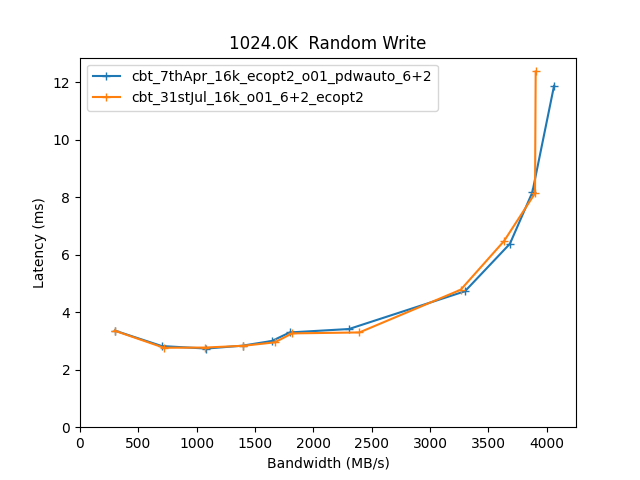 1024.0K  Random Write
cbt_7thApr_16k_ecopt2_o01_pdwauto_6+2
cbt_31stJul_16k_o01_6+2_ecopt2
Latency (ms)
12
10
8
6
4
2
0
0 500 1000 1500 2000 2500 3000 3500 4000
Bandwidth (MB/s)